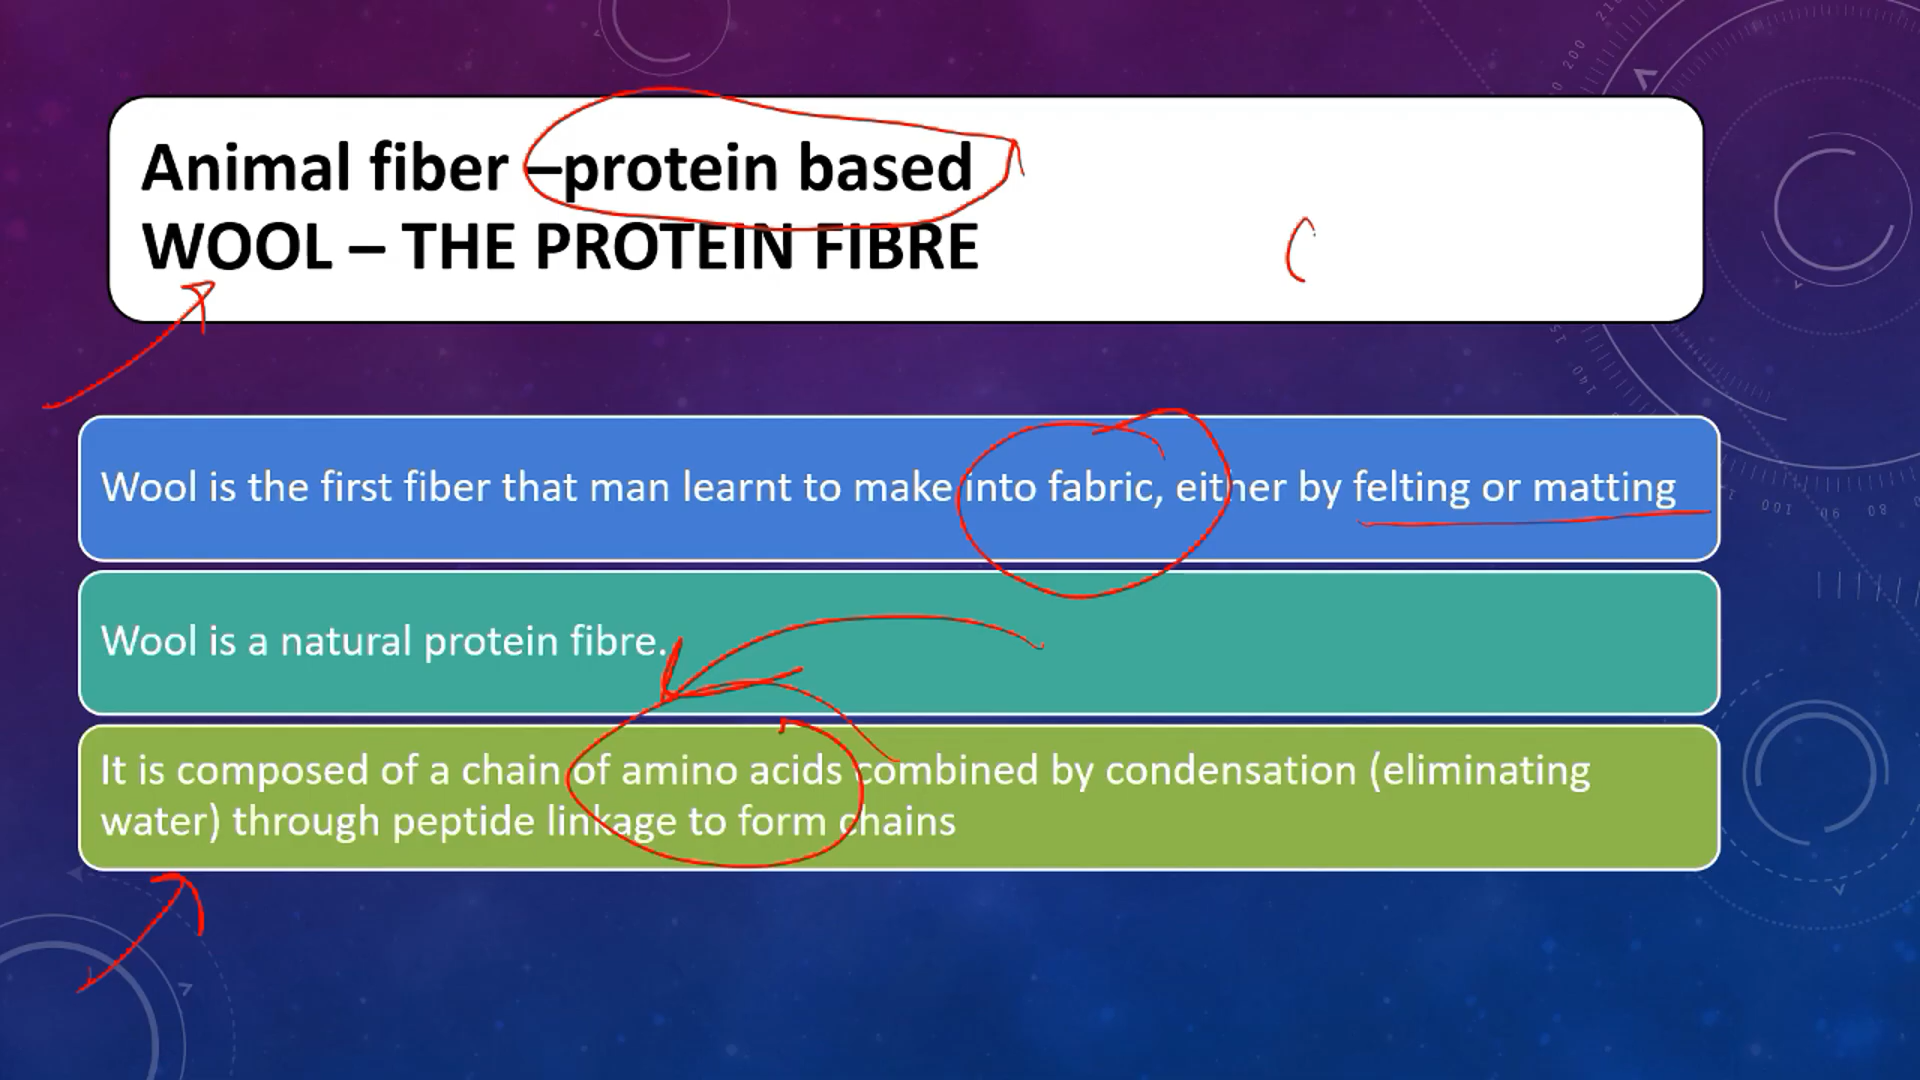 Animal fiber –protein based
WOOL – THE PROTEIN FIBRE
Wool is the first fiber that man learnt to make into fabric, either by felting or matting
Wool is a natural protein fibre.
It is composed of a chain of amino acids combined by condensation (eliminating
water) through peptide linkage to form chains